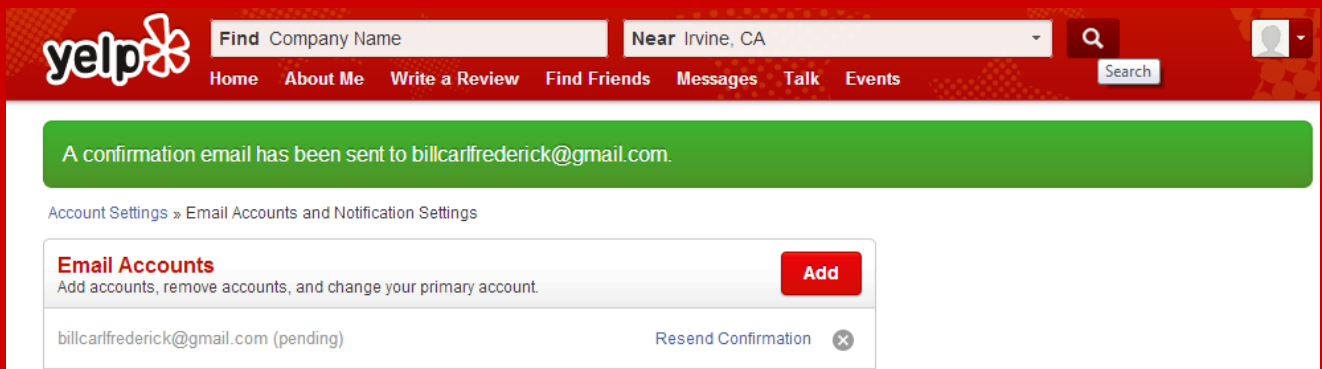 yelp
Find Company Name
Near Irvine, CA
Home About Me Write a Review Find Friends Messages Talk Events
Search
A confirmation email has been sent to billcarlfrederick@gmail.com.
Account Settings » Email Accounts and Notification Settings
Email Accounts
Add accounts, remove accounts, and change your primary account.
Add
billcarlfrederick@gmail.com (pending)
Resend Confirmation